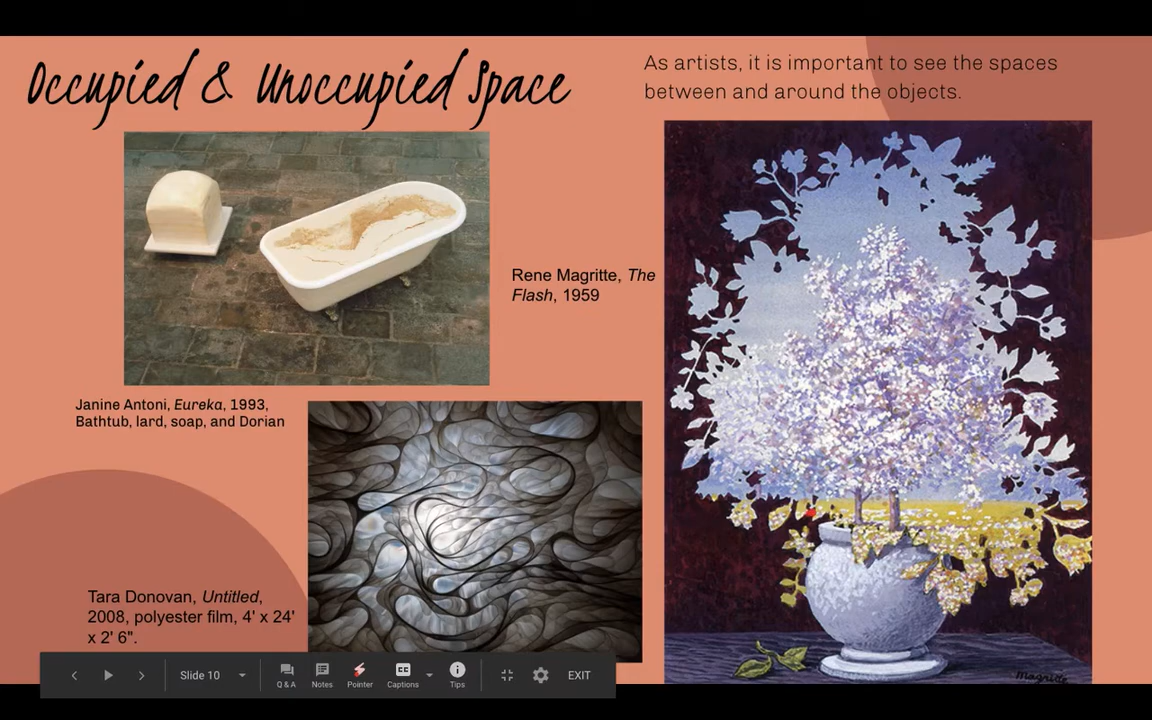 Occupied & Unoccupied Space
As artists, it is important to see the spaces
between and around the objects.
Rene Magritte, The
Flash, 1959
Janine Antoni, Eureka, 1993,
Bathtub, lard, soap, and Dorian
Tara Donovan, Untitled,
2008, polyester film, 4' x 24'
x 2' 6".
Magritte
Slide 10
Q & A
Notes
Pointer
CC
Captions
Tips
EXIT